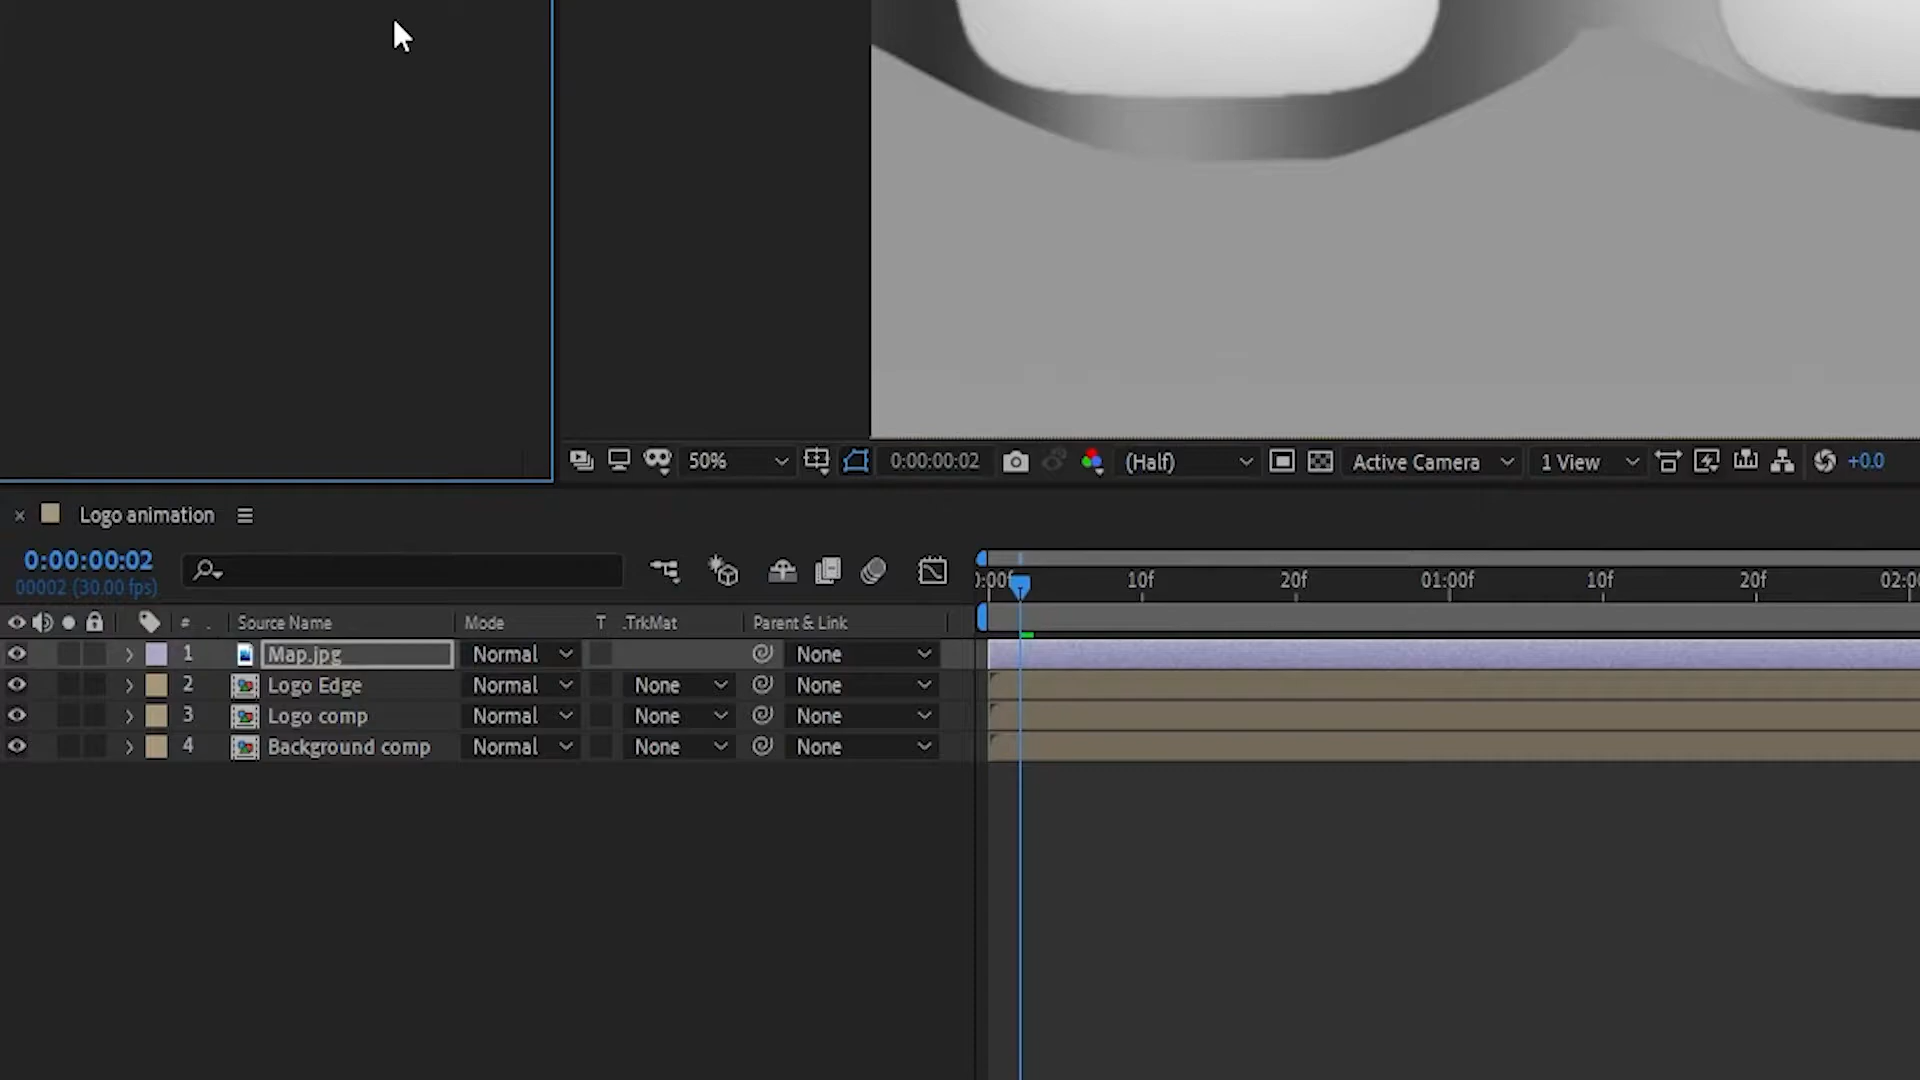 50%
0:00:00:02
(Half)
Active Camera
1 View
+0.0
Logo animation
0:00:00:02
00002 (30.00 fps)
):00f 10f 20f 01:00f 10f 20f 02:00
# . Source Name Mode T .TrkMat Parent & Link
1 Map.jpg Normal None
2 Logo Edge Normal None None
3 Logo comp Normal None None
4 Background comp Normal None None